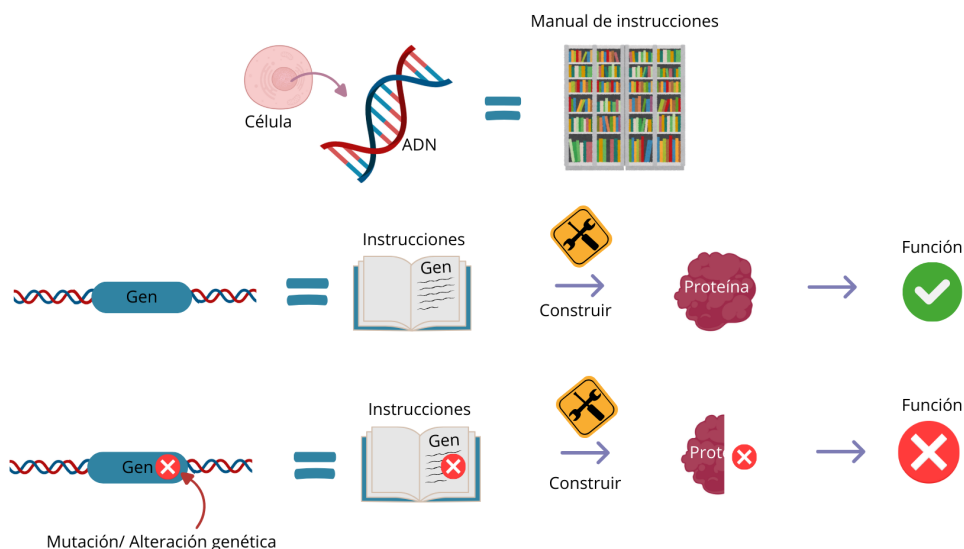 Manual de instrucciones
Célula
ADN
Instrucciones
Gen
Gen
Construir
Proteína
Función
Instrucciones
Gen
Gen
Construir
Prot
Función
Mutación/ Alteración genética